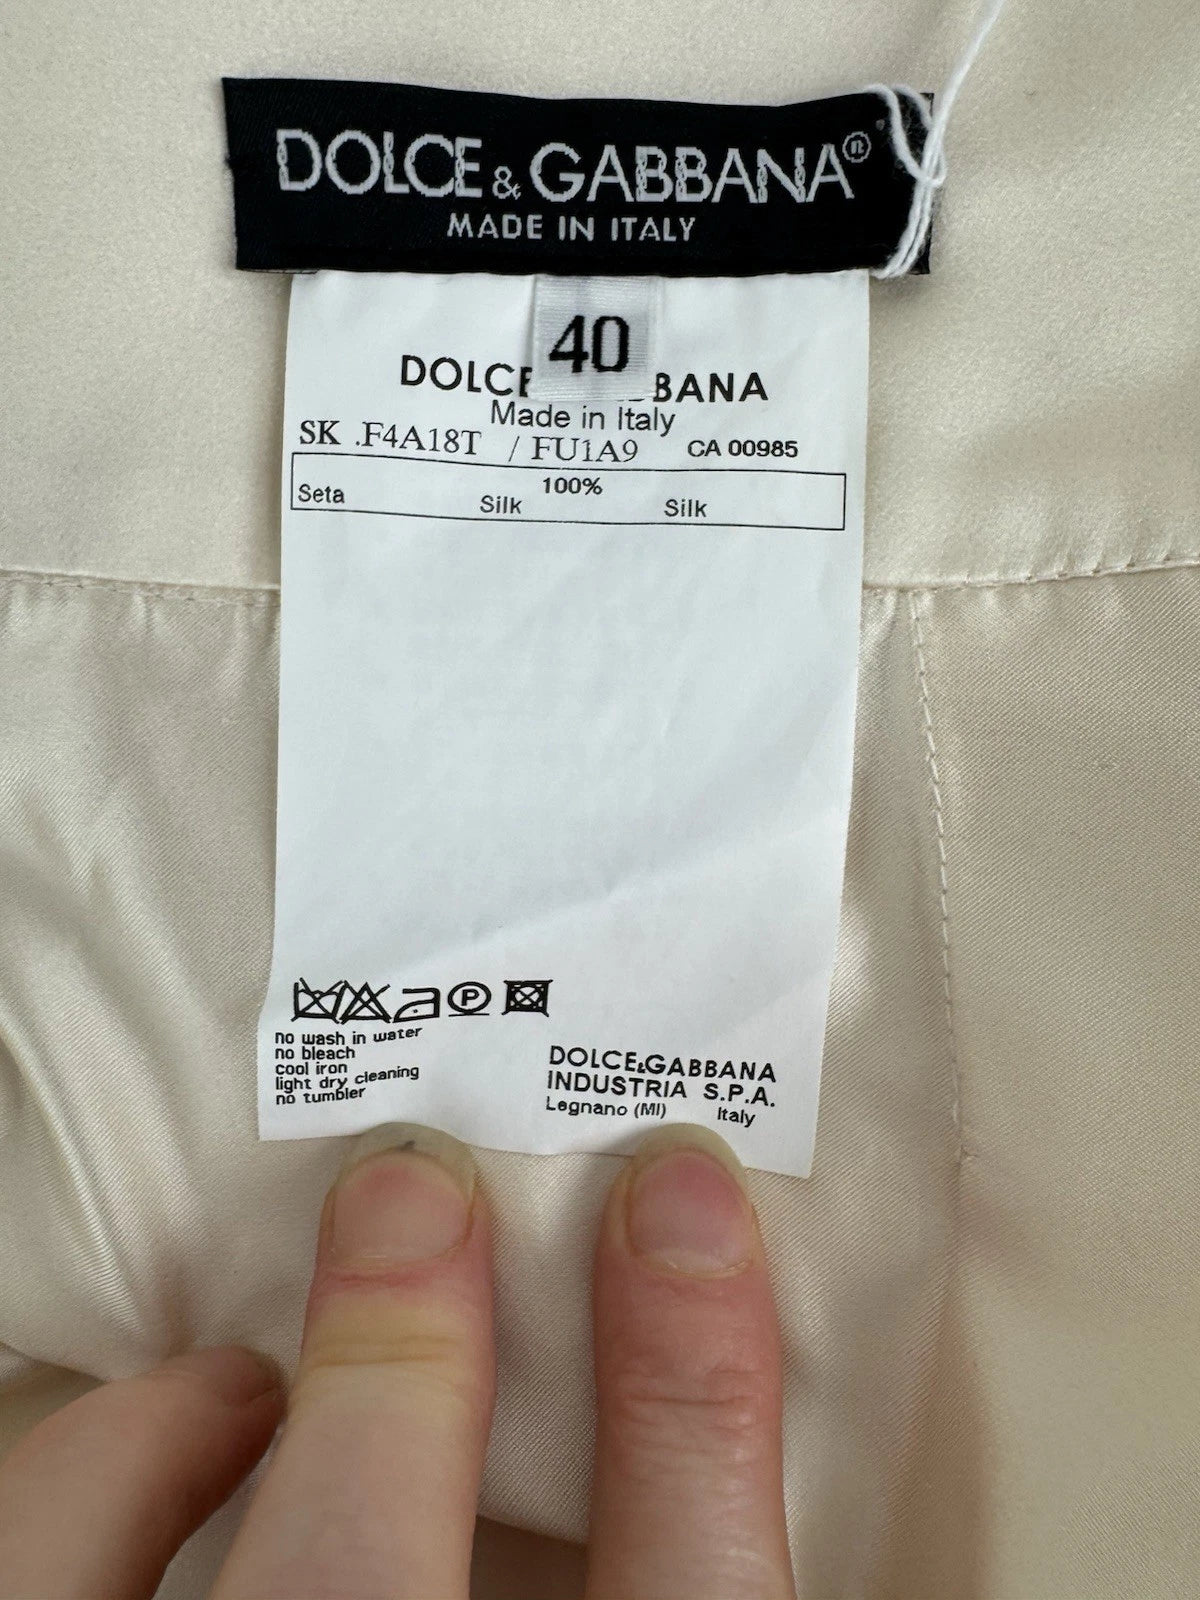 DOLCE & GABBANA®
MADE IN ITALY
40
DOLCE BBANA
Made in Italy
SK .F4A18T / FU1A9 CA 00985
100%
Seta Silk Silk
P
no wash in water
no bleach
cool iron
light dry cleaning
no tumbler
DOLCE&GABBANA
INDUSTRIA S.P.A.
Legnano (MI) Italy